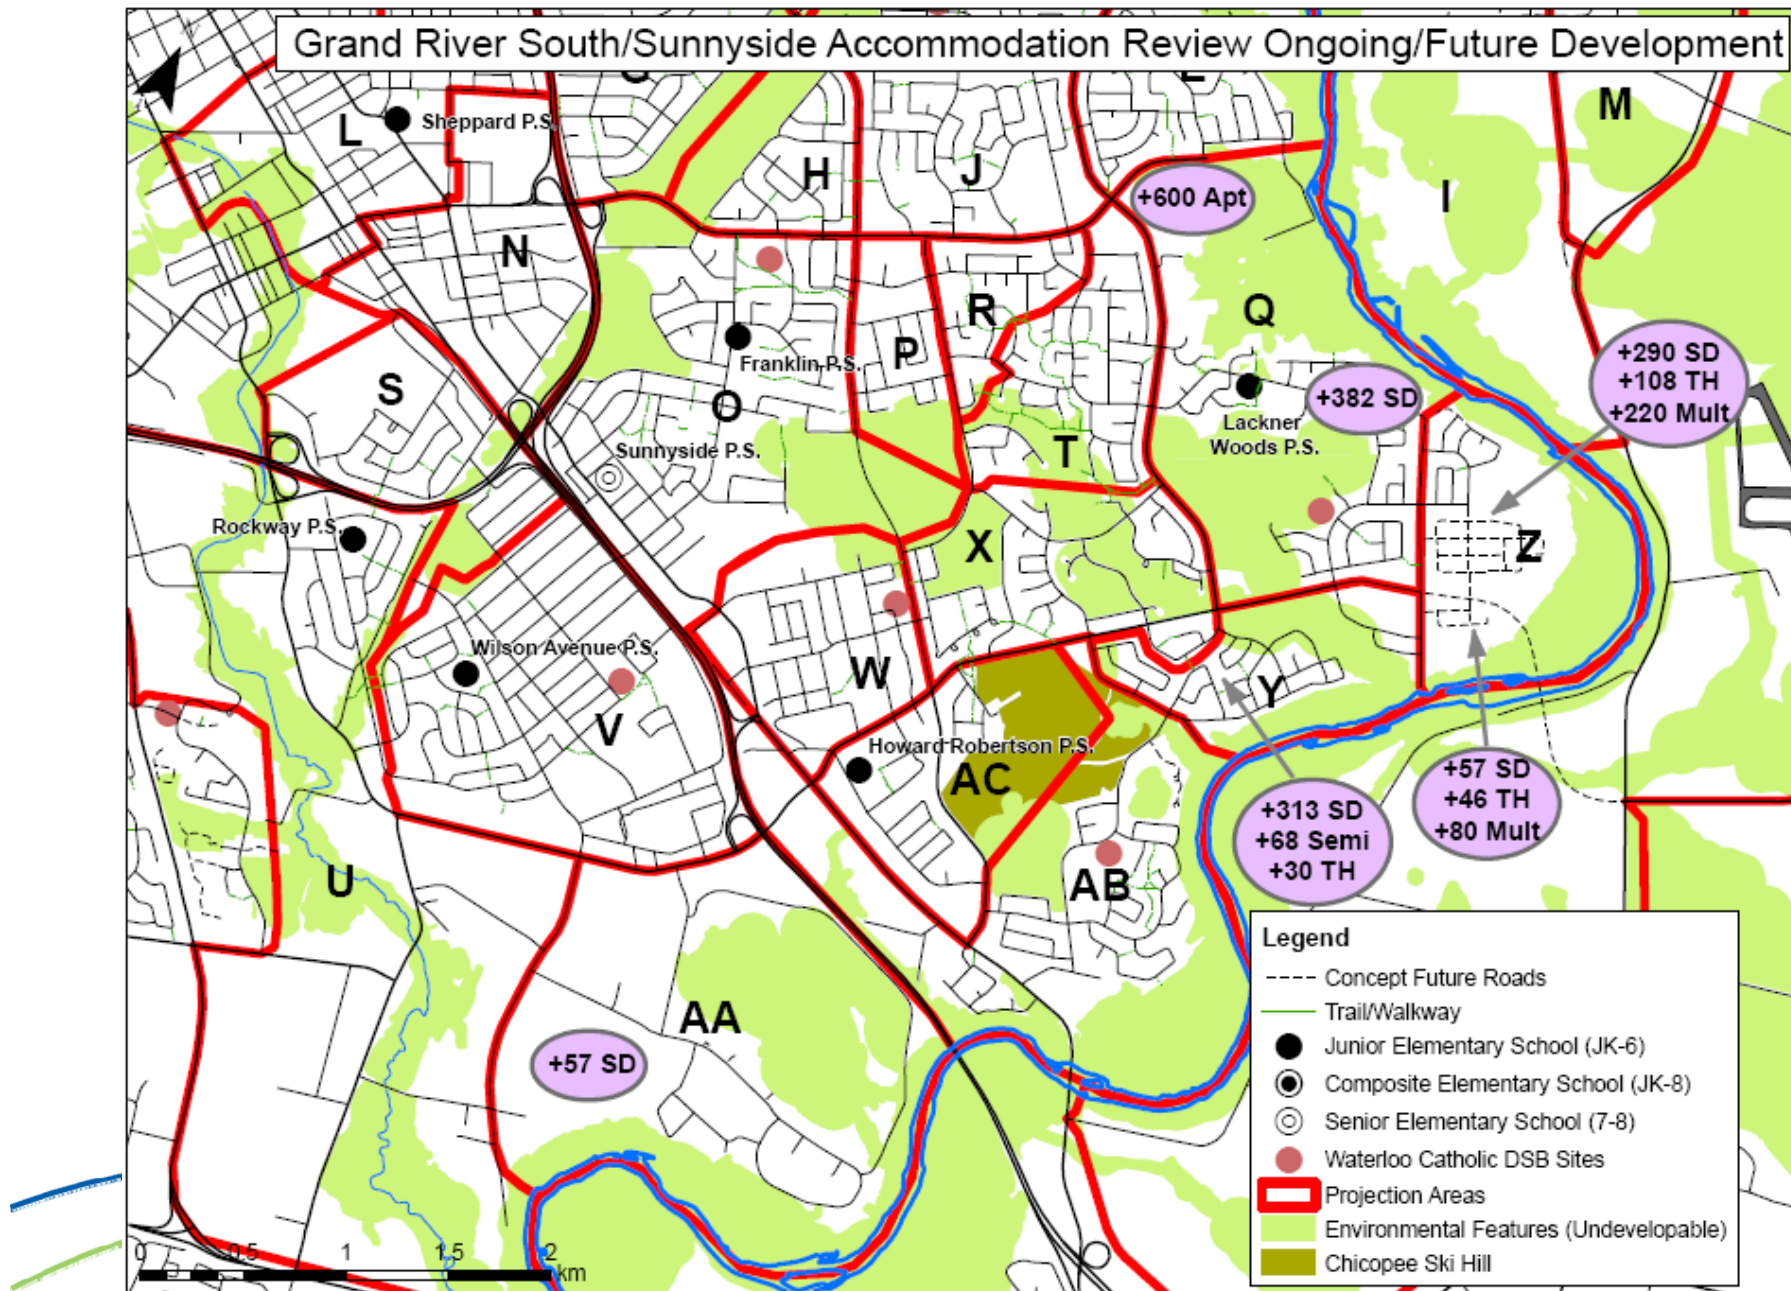 Grand River South/Sunnyside Accommodation Review Ongoing/Future Development
M
L
Sheppard P.S.
H
J
I
+600 Apt
N
Q
R
P
Franklin P.S.
+290 SD
+108 TH
+220 Mult
S
O
+382 SD
Lackner
Woods P.S.
Sunnyside P.S.
T
Rockway P.S.
X
Z
Wilson Avenue P.S.
W
Y
V
Howard Robertson P.S.
AC
+57 SD
+46 TH
+80 Mult
+313 SD
+68 Semi
+30 TH
U
AB
AA
+57 SD
Legend
Concept Future Roads
Trail/Walkway
Junior Elementary School (JK-6)
Composite Elementary School (JK-8)
Senior Elementary School (7-8)
Waterloo Catholic DSB Sites
Projection Areas
Environmental Features (Undevelopable)
Chicopee Ski Hill
0 0.5 1 1.5 2
km